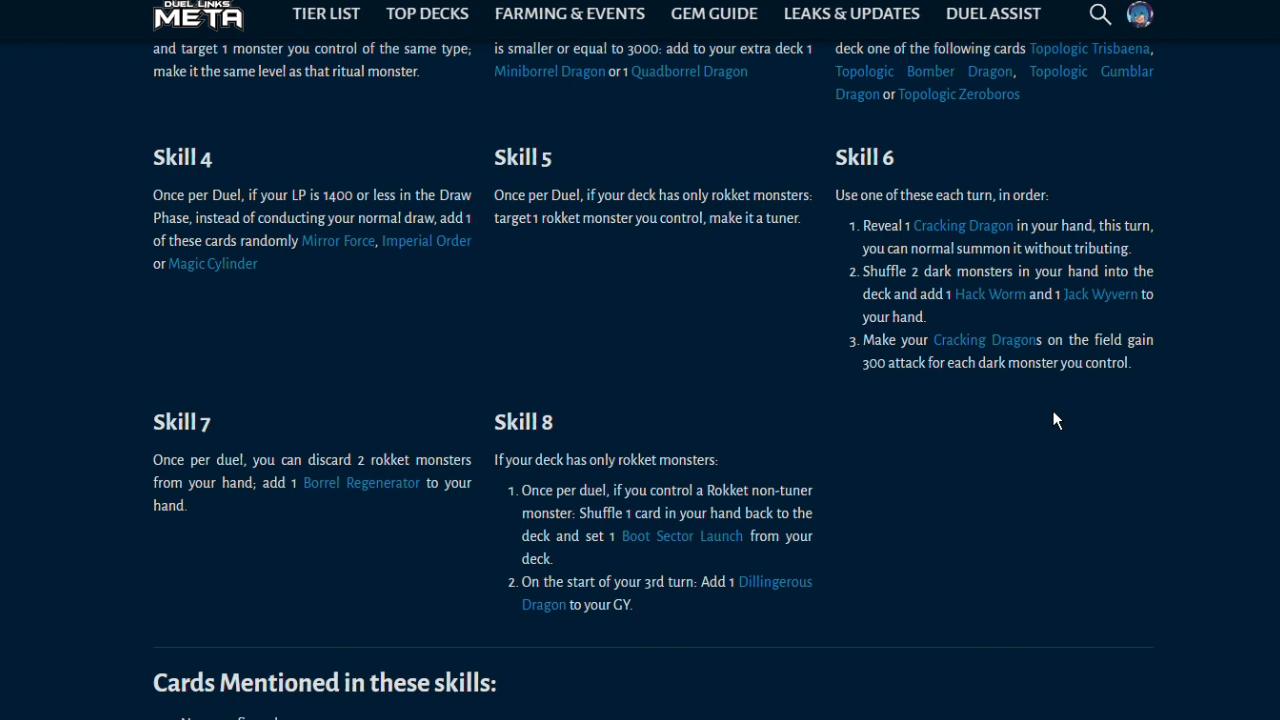 DUEL LINKS
META
TIER LIST
TOP DECKS
FARMING & EVENTS
GEM GUIDE
LEAKS & UPDATES
DUEL ASSIST
and target 1 monster you control of the same type;
make it the same level as that ritual monster.
is smaller or equal to 3000: add to your extra deck 1
Miniborrel Dragon or 1 Quadborrel Dragon
deck one of the following cards Topologic Trisbaena,
Topologic Bomber Dragon, Topologic Gumblar
Dragon or Topologic Zeroboros
Skill 4
Once per Duel, if your LP is 1400 or less in the Draw
Phase, instead of conducting your normal draw, add 1
of these cards randomly Mirror Force, Imperial Order
or Magic Cylinder
Skill 5
Once per Duel, if your deck has only rokket monsters:
target 1 rokket monster you control, make it a tuner.
Skill 6
Use one of these each turn, in order:
1. Reveal 1 Cracking Dragon in your hand, this turn,
you can normal summon it without tributing.
2. Shuffle 2 dark monsters in your hand into the
deck and add 1 Hack Worm and 1 Jack Wyvern to
your hand.
3. Make your Cracking Dragons on the field gain
300 attack for each dark monster you control.
Skill 7
Once per duel, you can discard 2 rokket monsters
from your hand; add 1 Borrel Regenerator to your
hand.
Skill 8
If your deck has only rokket monsters:
1. Once per duel, if you control a Rokket non-tuner
monster: Shuffle 1 card in your hand back to the
deck and set 1 Boot Sector Launch from your
deck.
2. On the start of your 3rd turn: Add 1 Dillingerous
Dragon to your GY.
Cards Mentioned in these skills: